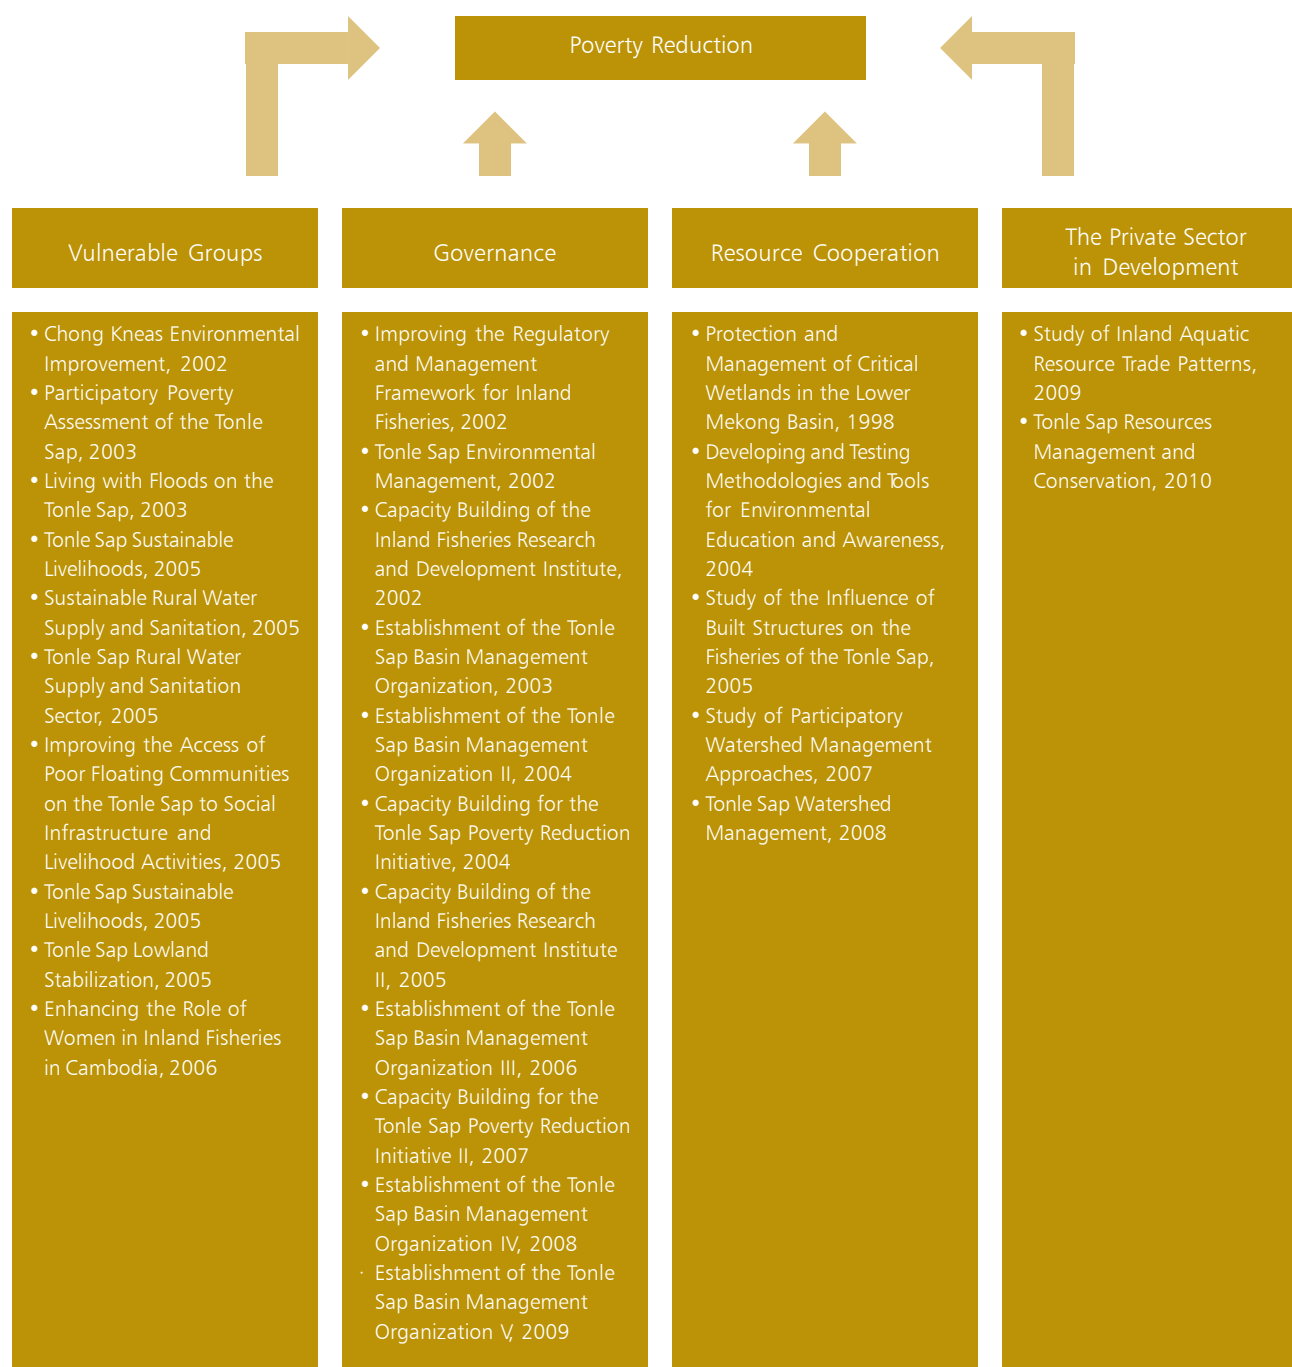 Poverty Reduction
Vulnerable Groups
Governance
Resource Cooperation
The Private Sector
in Development
• Chong Kneas Environmental
Improvement, 2002
• Participatory Poverty
Assessment of the Tonle
Sap, 2003
• Living with Floods on the
Tonle Sap, 2003
• Tonle Sap Sustainable
Livelihoods, 2005
• Sustainable Rural Water
Supply and Sanitation, 2005
• Tonle Sap Rural Water
Supply and Sanitation
Sector, 2005
• Improving the Access of
Poor Floating Communities
on the Tonle Sap to Social
Infrastructure and
Livelihood Activities, 2005
• Tonle Sap Sustainable
Livelihoods, 2005
• Tonle Sap Lowland
Stabilization, 2005
• Enhancing the Role of
Women in Inland Fisheries
in Cambodia, 2006
• Improving the Regulatory
and Management
Framework for Inland
Fisheries, 2002
• Tonle Sap Environmental
Management, 2002
• Capacity Building of the
Inland Fisheries Research
and Development Institute,
2002
• Establishment of the Tonle
Sap Basin Management
Organization, 2003
• Establishment of the Tonle
Sap Basin Management
Organization II, 2004
• Capacity Building for the
Tonle Sap Poverty Reduction
Initiative, 2004
• Capacity Building of the
Inland Fisheries Research
and Development Institute
II, 2005
• Establishment of the Tonle
Sap Basin Management
Organization III, 2006
• Capacity Building for the
Tonle Sap Poverty Reduction
Initiative II, 2007
• Establishment of the Tonle
Sap Basin Management
Organization IV, 2008
· Establishment of the Tonle
Sap Basin Management
Organization V, 2009
• Protection and
Management of Critical
Wetlands in the Lower
Mekong Basin, 1998
• Developing and Testing
Methodologies and Tools
for Environmental
Education and Awareness,
2004
• Study of the Influence of
Built Structures on the
Fisheries of the Tonle Sap,
2005
• Study of Participatory
Watershed Management
Approaches, 2007
• Tonle Sap Watershed
Management, 2008
• Study of Inland Aquatic
Resource Trade Patterns,
2009
• Tonle Sap Resources
Management and
Conservation, 2010